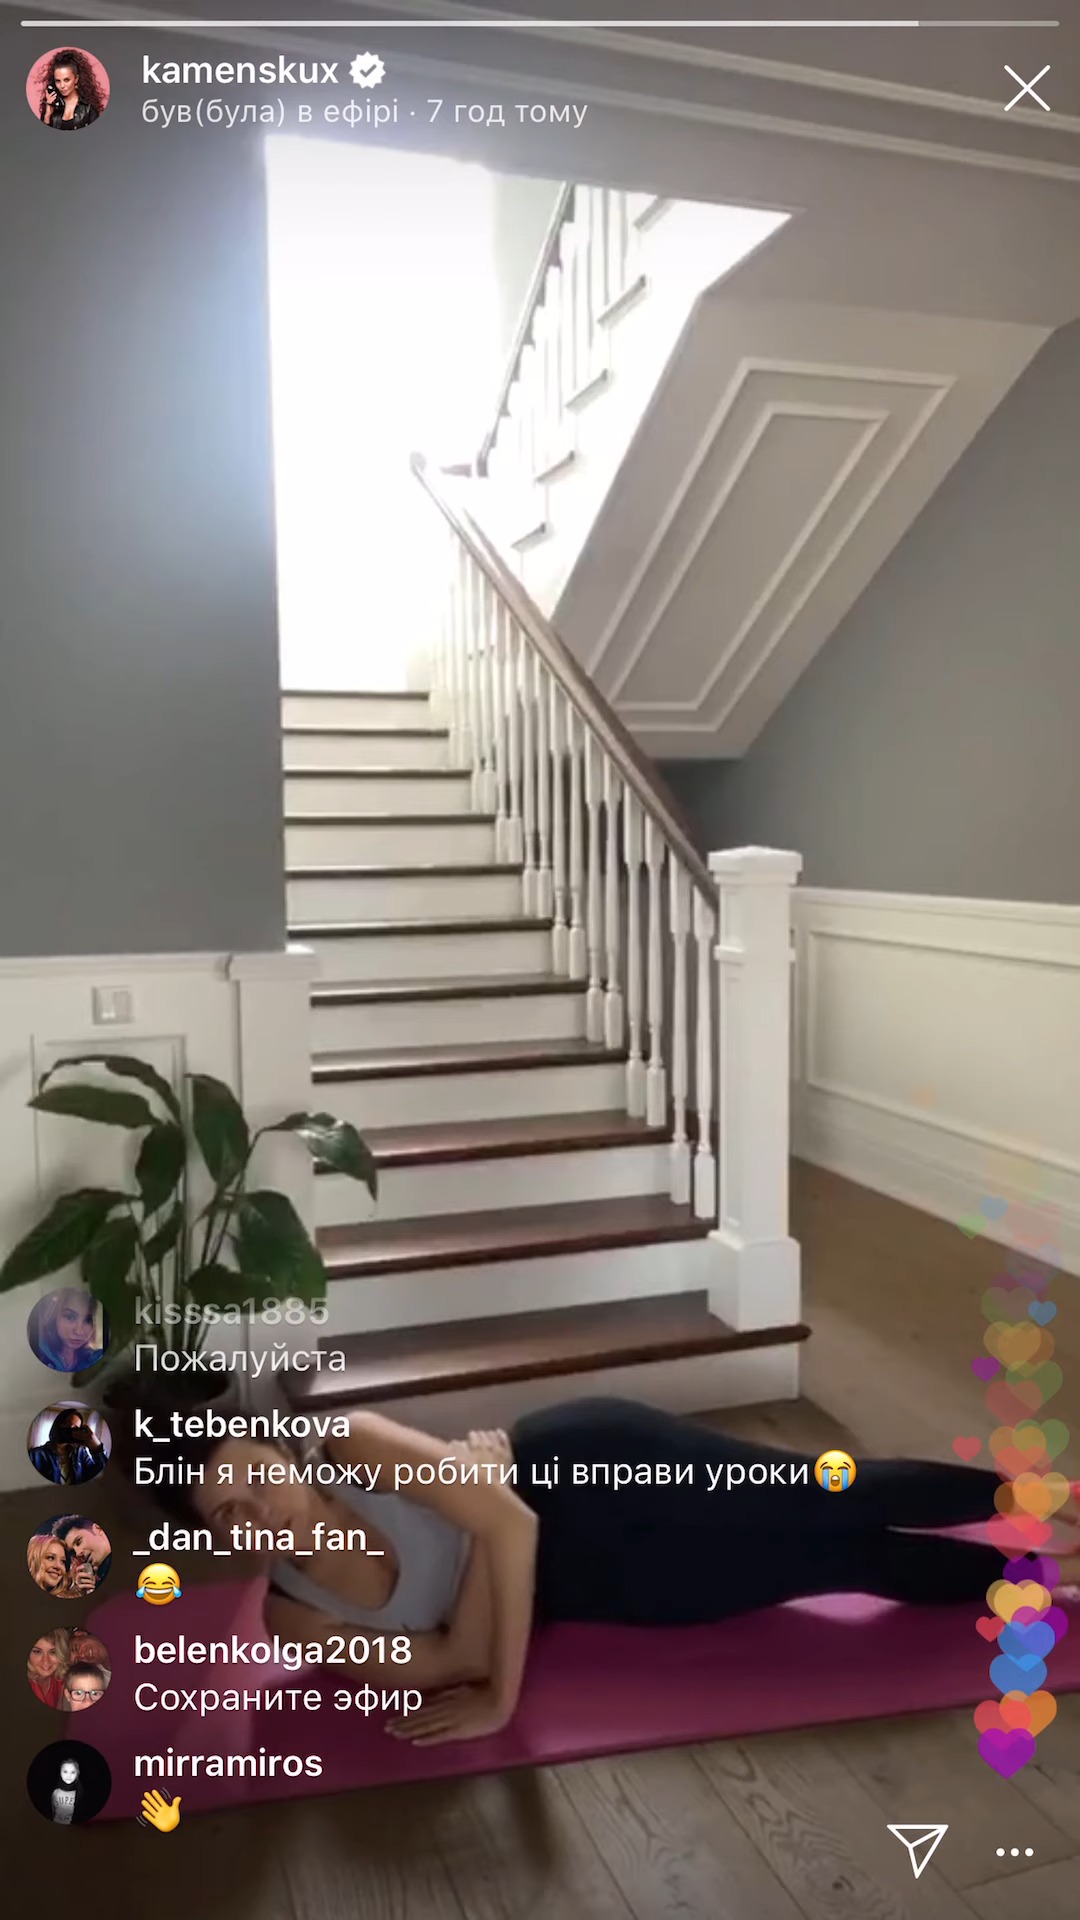 kamenskux
був(була) в ефірі · 7 год тому
kisssa1885
Пожалуйста
k_tebenkova
Блін я неможу робити ці вправи уроки😭
_dan_tina_fan_
😂
belenkolga2018
Сохраните эфир
mirramiros
👋